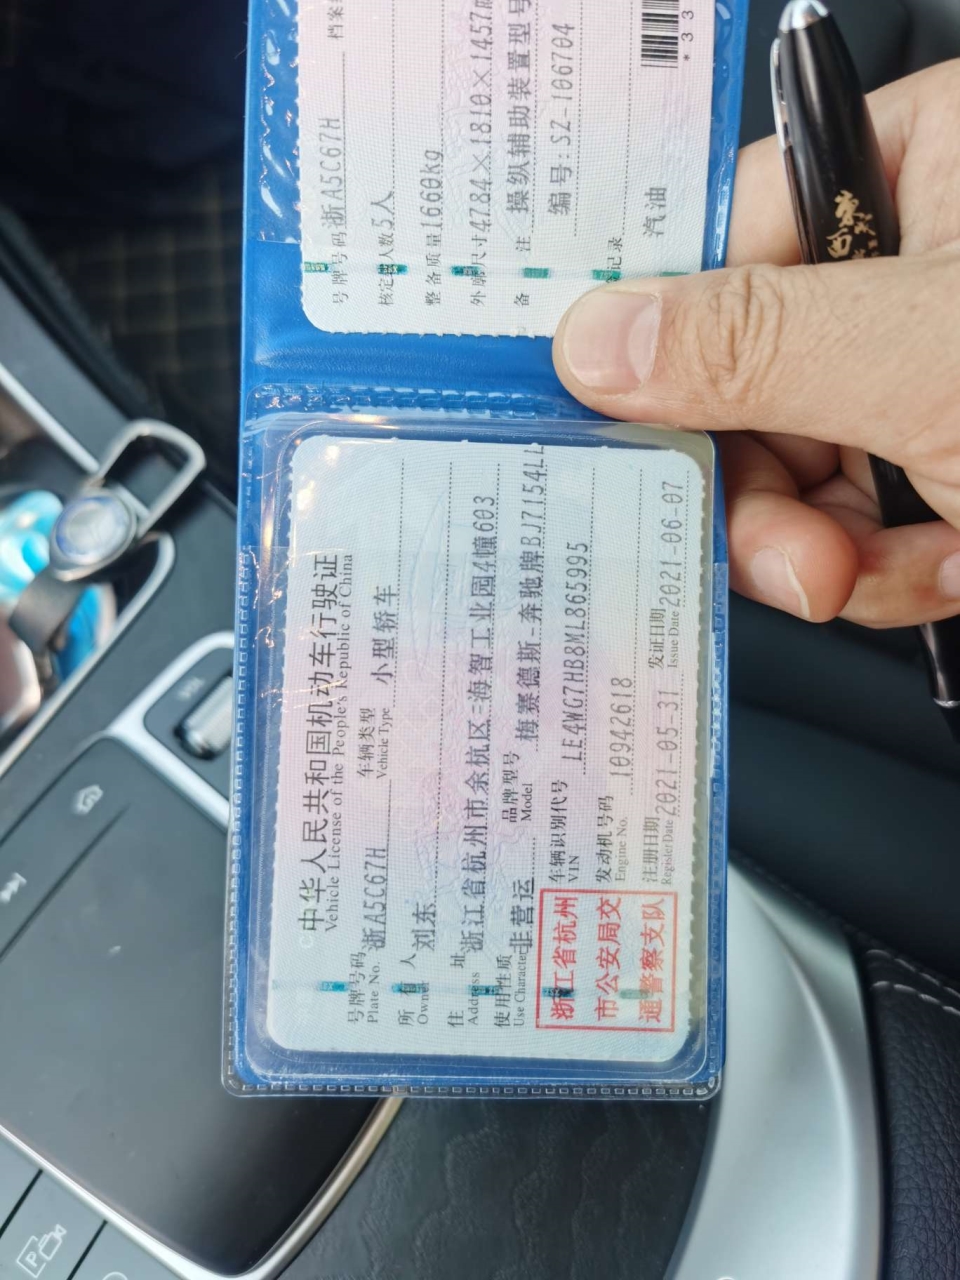 中华人民共和国机动车行驶证
Vehicle License of the People's Republic of China
号牌号码 浙A5C67H 车辆类型 小型轿车
Plate No. Vehicle Type
所有人 刘东
Owner
住址 浙江省杭州市余杭区海智工业园4幢603
Address
使用性质 非营运 品牌型号 梅赛德斯-奔驰牌BJ7154LL
Use Character Model
浙江省杭州
市公安局交
通警察支队
车辆识别代号 LE4WG7HB8ML865995
VIN
发动机号码 10942618
Engine No.
注册日期 2021-05-31 发证日期 2021-06-07
Register Date Issue Date
号牌号码 浙A5C67H 档案
核定人数 5人
整备质量 1660kg
外廓尺寸 4784×1810×1457
备注 操纵辅助装置型号
编号:SZ-106704
记录
汽油
*33
P